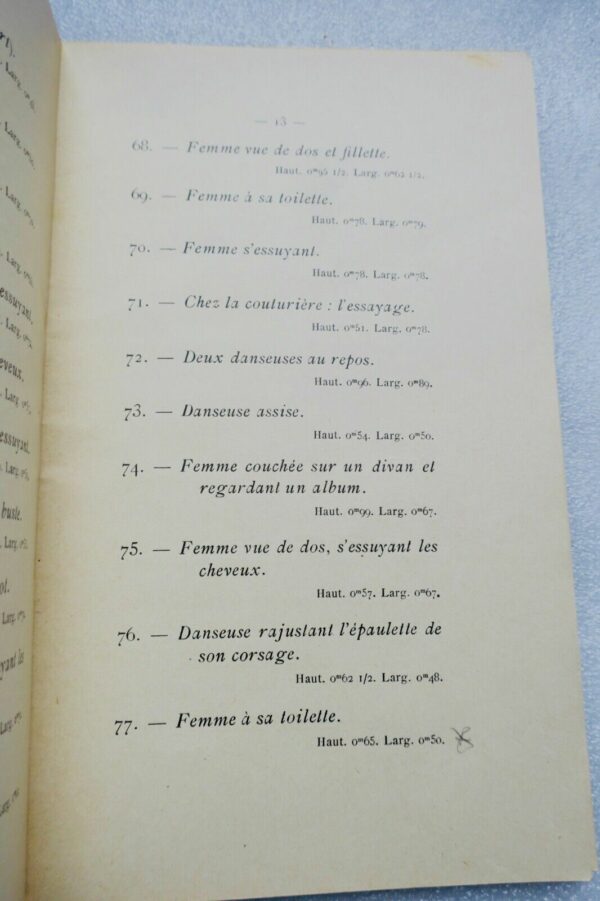 — 13 —
68. — Femme vue de dos et fillette.
Haut. 0ᵐ95 1/2. Larg. 0ᵐ62 1/2.
69. — Femme à sa toilette.
Haut. 0ᵐ78. Larg. 0ᵐ79.
70. — Femme s'essuyant.
Haut. 0ᵐ78. Larg. 0ᵐ78.
71. — Chez la couturière : l'essayage.
Haut. 0ᵐ51. Larg. 0ᵐ78.
72. — Deux danseuses au repos.
Haut. 0ᵐ96. Larg. 0ᵐ89.
73. — Danseuse assise.
Haut. 0ᵐ54. Larg. 0ᵐ50.
74. — Femme couchée sur un divan et
regardant un album.
Haut. 0ᵐ99. Larg. 0ᵐ67.
75. — Femme vue de dos, s'essuyant les
cheveux.
Haut. 0ᵐ57. Larg. 0ᵐ67.
76. — Danseuse rajustant l'épaulette de
son corsage.
Haut. 0ᵐ62 1/2. Larg. 0ᵐ48.
77. — Femme à sa toilette.
Haut. 0ᵐ65. Larg. 0ᵐ50.